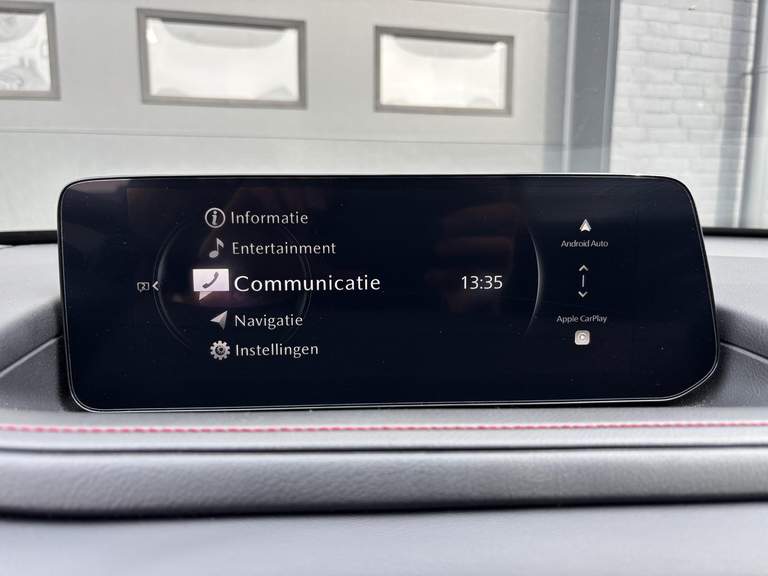 Informatie
Entertainment
Communicatie
Navigatie
Instellingen
13:35
Android Auto
Apple CarPlay